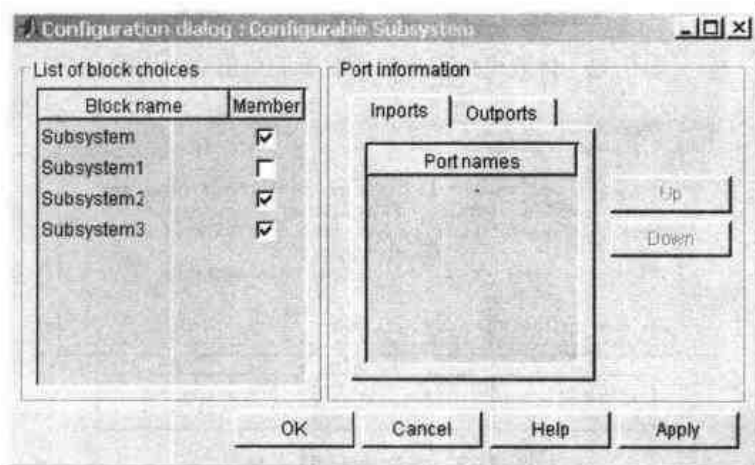 Configuration dialog : Configurable Subsystem
List of block choices
Block name Member
Subsystem
Subsystem1
Subsystem2
Subsystem3
Port information
Inports Outports
Port names
Up
Down
OK Cancel Help Apply